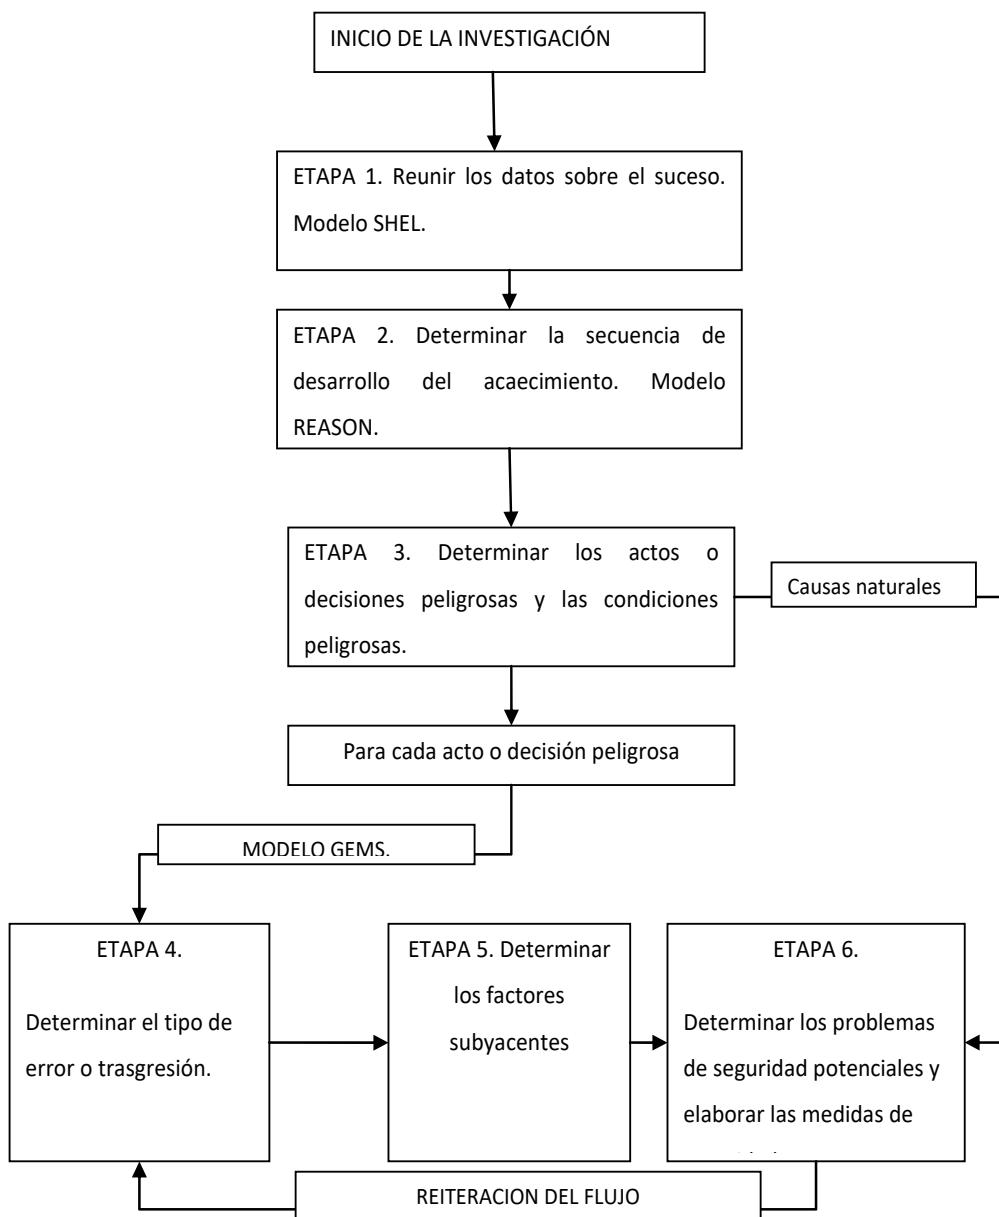 INICIO DE LA INVESTIGACIÓN
ETAPA 1. Reunir los datos sobre el suceso.
Modelo SHEL.
ETAPA 2. Determinar la secuencia de
desarrollo del acaecimiento. Modelo
REASON.
ETAPA 3. Determinar los actos o
decisiones peligrosas y las condiciones
peligrosas.
Causas naturales
Para cada acto o decisión peligrosa
MODELO GEMS.
ETAPA 4.
Determinar el tipo de
error o trasgresión.
ETAPA 5. Determinar
los factores
subyacentes
ETAPA 6.
Determinar los problemas
de seguridad potenciales y
elaborar las medidas de
REITERACION DEL FLUJO